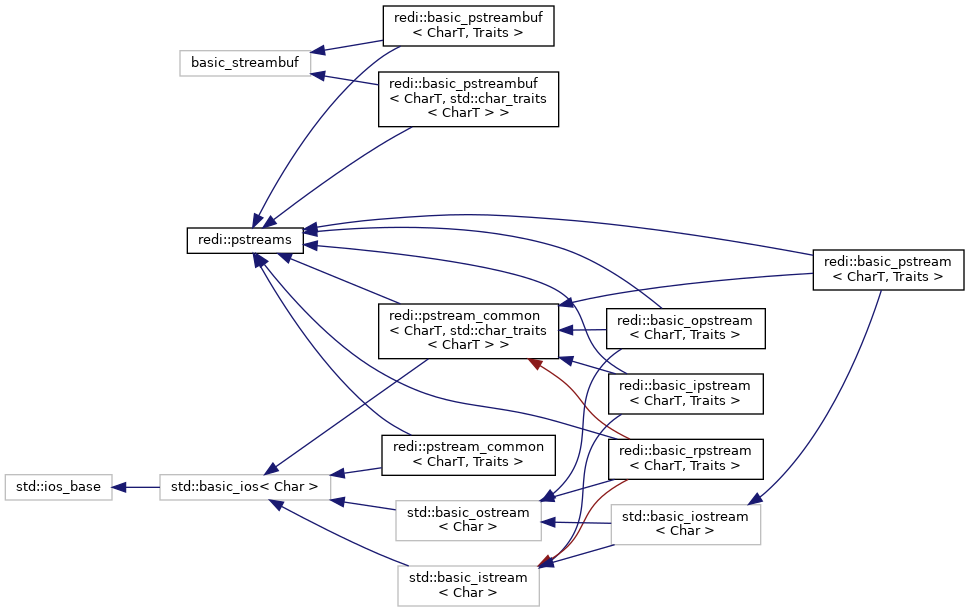 redi::basic_pstreambuf
< CharT, Traits >
basic_streambuf
redi::basic_pstreambuf
< CharT, std::char_traits
< CharT > >
redi::pstreams
redi::basic_pstream
< CharT, Traits >
redi::pstream_common
< CharT, std::char_traits
< CharT > >
redi::basic_opstream
< CharT, Traits >
redi::basic_ipstream
< CharT, Traits >
redi::pstream_common
< CharT, Traits >
redi::basic_rpstream
< CharT, Traits >
std::ios_base
std::basic_ios< Char >
std::basic_ostream
< Char >
std::basic_iostream
< Char >
std::basic_istream
< Char >